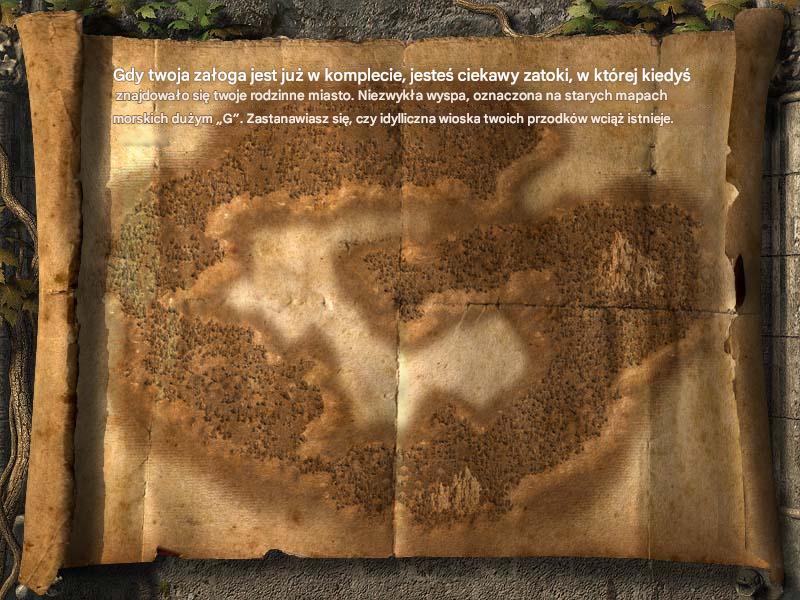 Gdy twoja załoga jest już w komplecie, jesteś ciekawy zatoki, w której kiedyś
znajdowało się twoje rodzinne miasto. Niezwykła wyspa, oznaczona na starych mapach
morskich dużym „G”. Zastanawiasz się, czy idylliczna wioska twoich przodków wciąż istnieje.